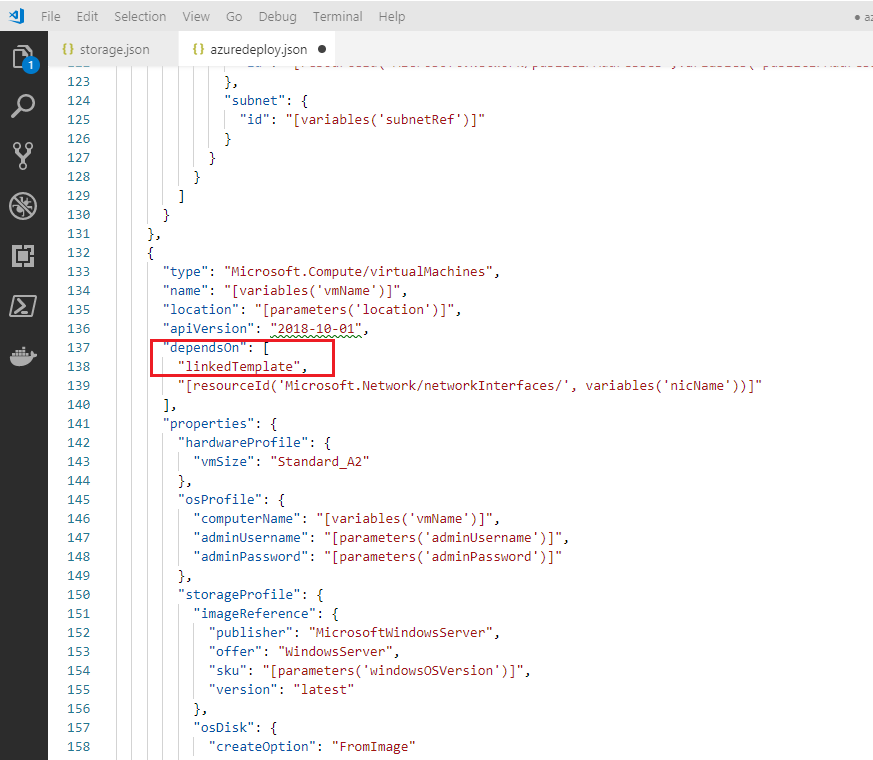 File Edit Selection View Go Debug Terminal Help
● az
{} storage.json
{} azuredeploy.json ●
1
123 },
124 "subnet": {
125 "id": "[variables('subnetRef')]"
126 }
127 }
128 }
129 ]
130 }
131 },
132 {
133 "type": "Microsoft.Compute/virtualMachines",
134 "name": "[variables('vmName')]",
135 "location": "[parameters('location')]",
136 "apiVersion": "2018-10-01",
137 "dependsOn": [
138 "linkedTemplate",
139 "[resourceId('Microsoft.Network/networkInterfaces/', variables('nicName'))]"
140 ],
141 "properties": {
142 "hardwareProfile": {
143 "vmSize": "Standard_A2"
144 },
145 "osProfile": {
146 "computerName": "[variables('vmName')]",
147 "adminUsername": "[parameters('adminUsername')]",
148 "adminPassword": "[parameters('adminPassword')]"
149 },
150 "storageProfile": {
151 "imageReference": {
152 "publisher": "MicrosoftWindowsServer",
153 "offer": "WindowsServer",
154 "sku": "[parameters('windowsOSVersion')]",
155 "version": "latest"
156 },
157 "osDisk": {
158 "createOption": "FromImage"